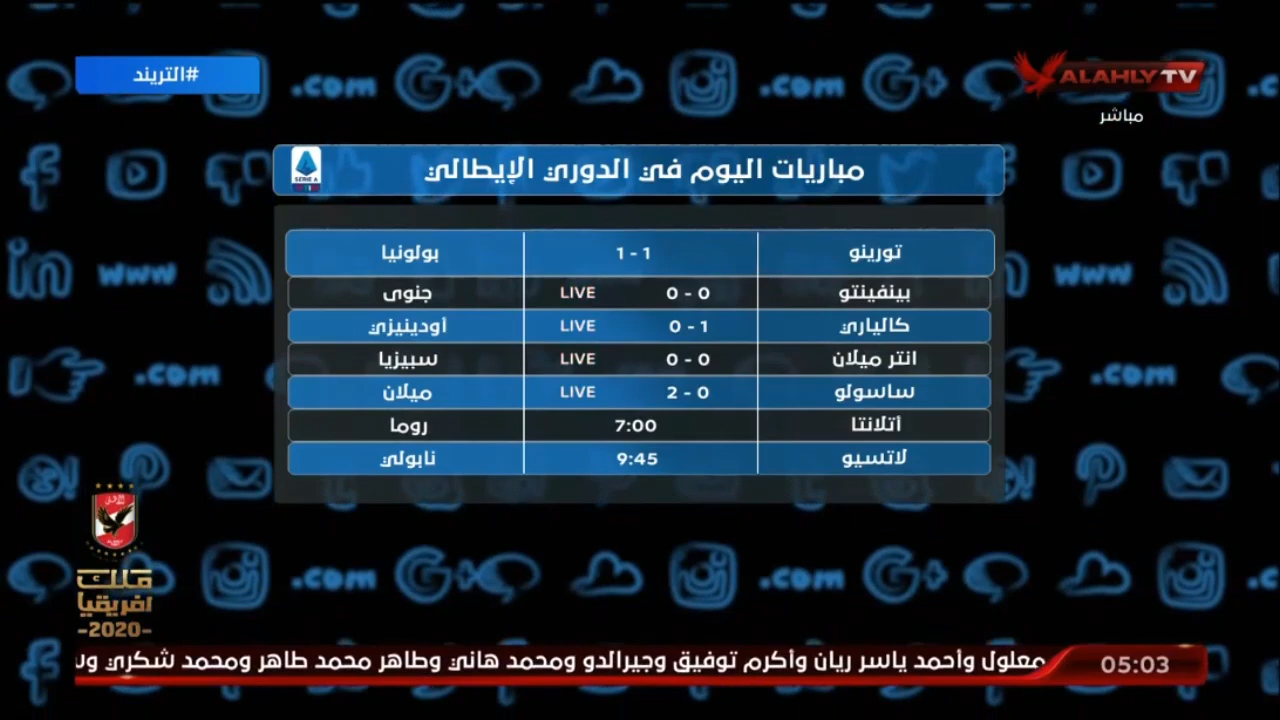 #التريند
ALAHLY TV
مباشر
SERIE A
مباريات اليوم في الدوري الإيطالي
تورينو 1 - 1 بولونيا
بينفينتو 0 - 0 LIVE جنوى
كالياري 0 - 1 LIVE أودينيزي
انتر ميلان 0 - 0 LIVE سبيزيا
ساسولو 2 - 0 LIVE ميلان
أتلانتا 7:00 روما
لاتسيو 9:45 نابولي
ملك
افريقيا
-2020-
معلول وأحمد ياسر ريان وأكرم توفيق وجيرالدو ومحمد هاني وطاهر محمد طاهر ومحمد شكري
05:03